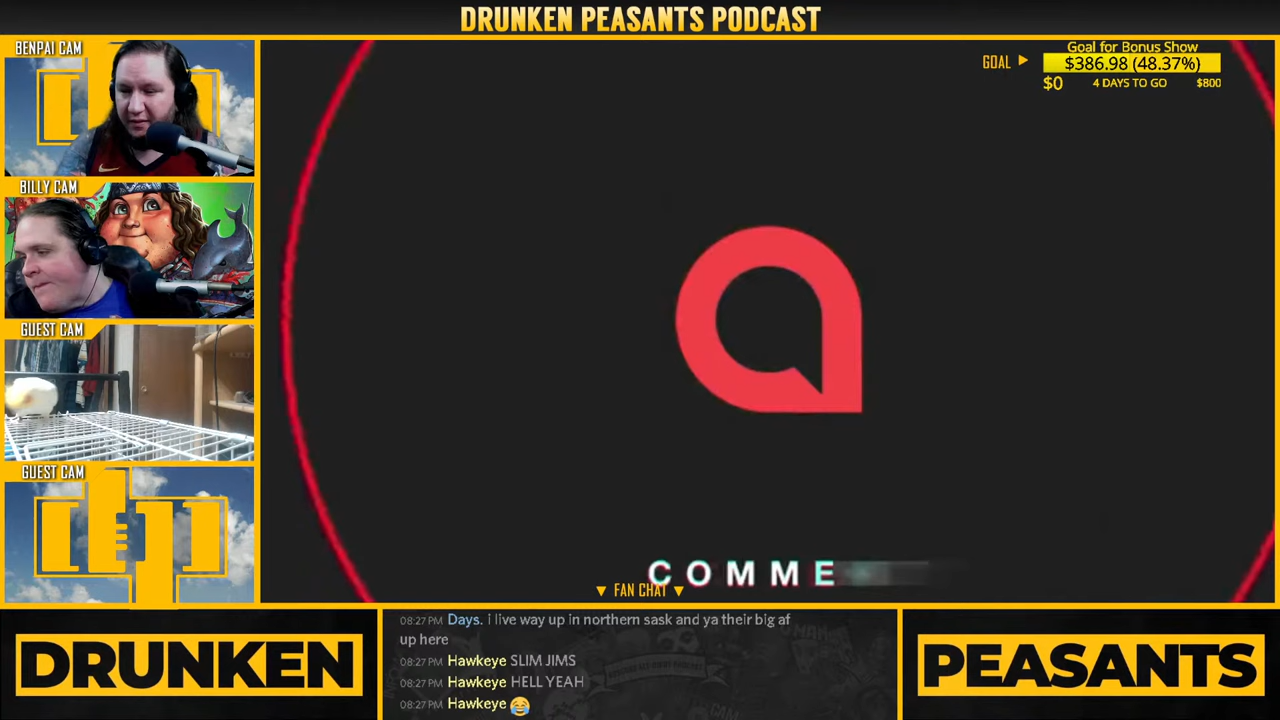 DRUNKEN PEASANTS PODCAST
BENPAI CAM
BILLY CAM
GUEST CAM
GUEST CAM
GOAL
Goal for Bonus Show
$386.98 (48.37%)
$0 4 DAYS TO GO $800
COMME
FAN CHAT
08:27 PM Days. i live way up in northern sask and ya their big af
up here
08:27 PM Hawkeye SLIM JIMS
08:27 PM Hawkeye HELL YEAH
08:27 PM Hawkeye 😂
DRUNKEN
PEASANTS